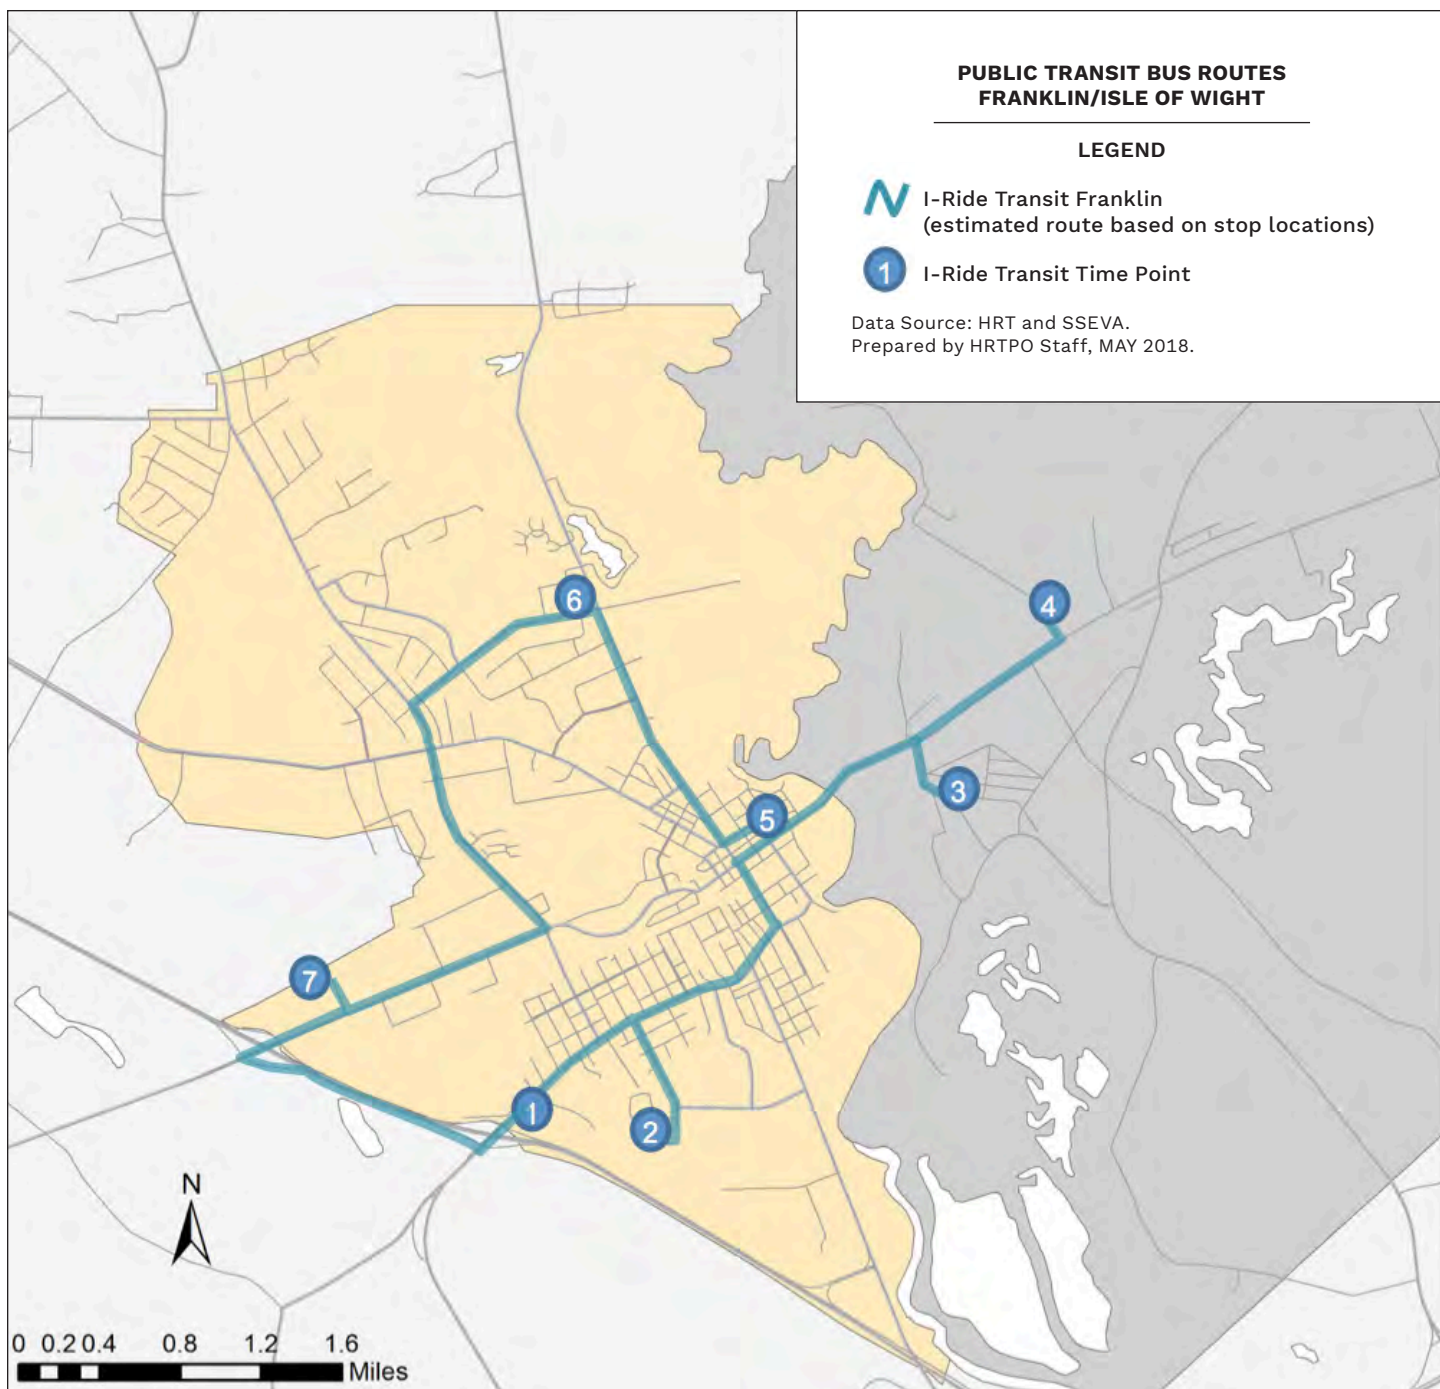 PUBLIC TRANSIT BUS ROUTES
FRANKLIN/ISLE OF WIGHT
LEGEND
I-Ride Transit Franklin
(estimated route based on stop locations)
1
I-Ride Transit Time Point
Data Source: HRT and SSEVA.
Prepared by HRTPO Staff, MAY 2018.
6
4
3
5
7
1
2
N
0 0.2 0.4 0.8 1.2 1.6
Miles